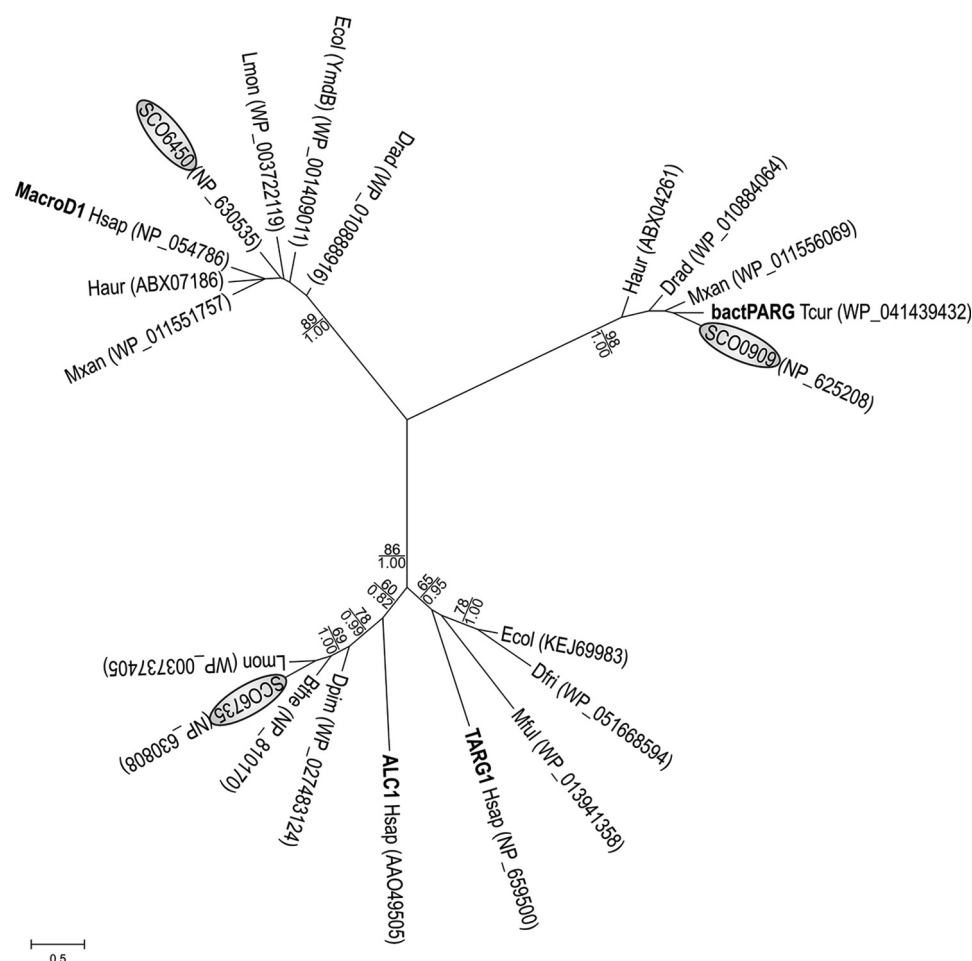 Ecol (YmdB) (WP_001409011)
Lmon (WP_003722119)
SCO6450 (NP_630535)
Drad (WP_010888916)
MacroD1 Hsap (NP_054786)
Haur (ABX07186)
Mxan (WP_011551757)
89
1.00
Haur (ABX04261)
Drad (WP_010884064)
Mxan (WP_011556069)
bactPARG Tcur (WP_041439432)
SCO0909 (NP_625208)
98
1.00
86
1.00
60
0.82
78
0.99
69
1.00
65
0.95
78
1.00
Lmon (WP_003737405)
SCO6735 (NP_630808)
Bthe (NP_810170)
Dpim (WP_027483124)
ALC1 Hsap (AAO49505)
TARG1 Hsap (NP_659500)
Mful (WP_013941358)
Dfri (WP_051668594)
Ecol (KEJ69983)
0.5